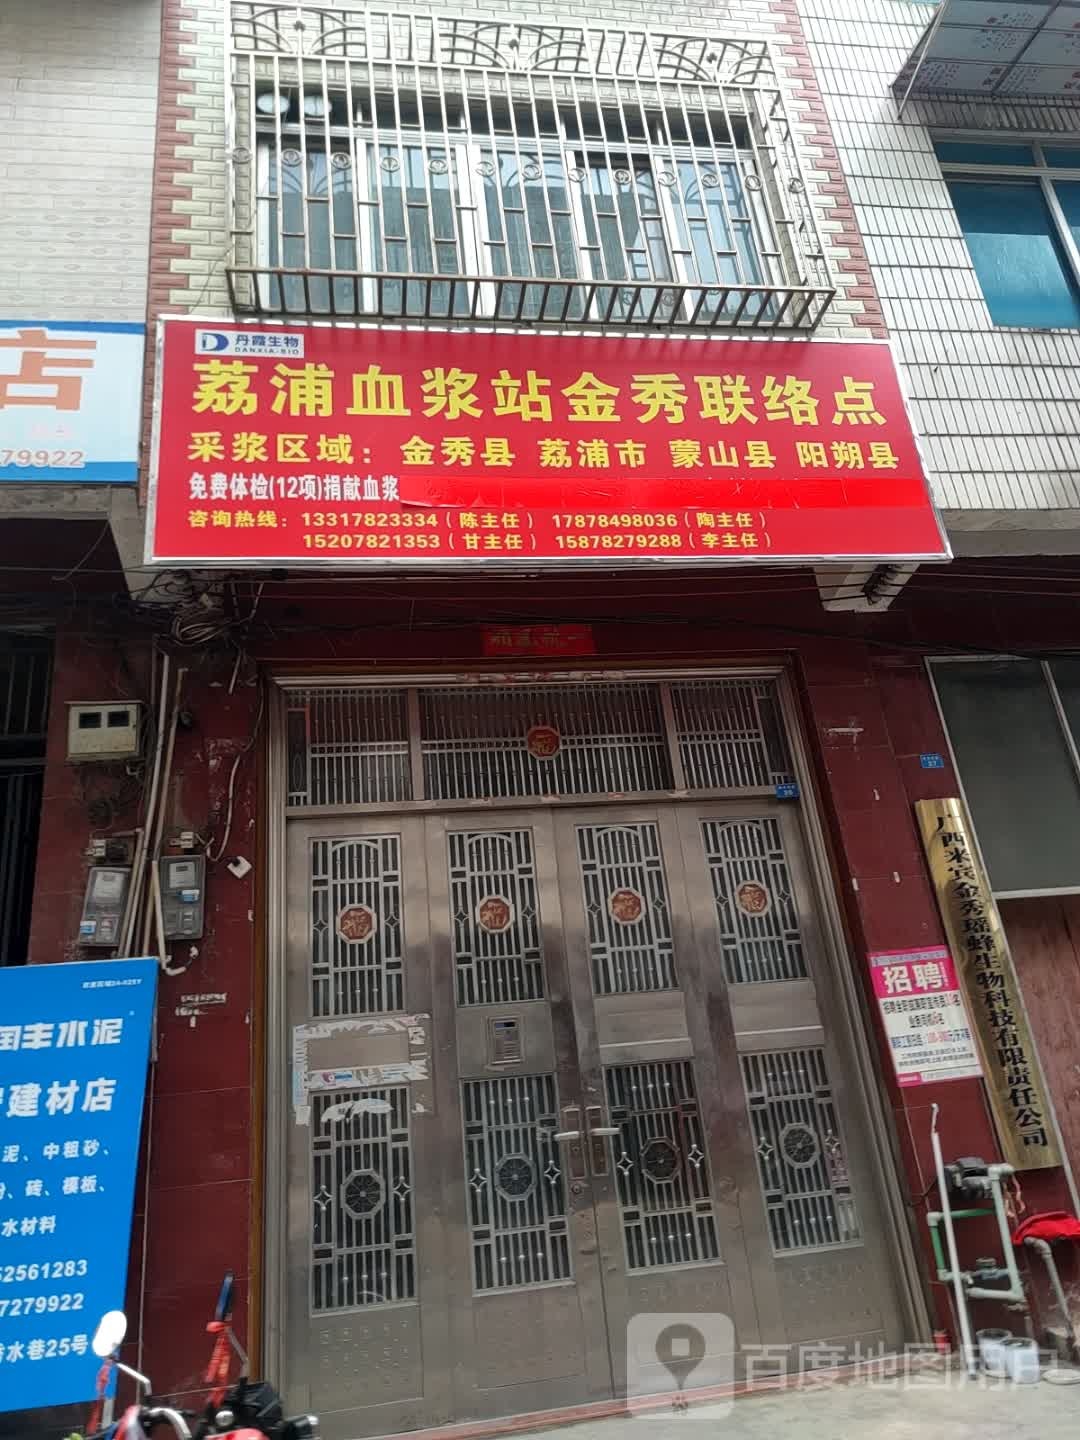 丹霞生物
DANXIA-BIO
荔浦血浆站金秀联络点
采浆区域：金秀县 荔浦市 蒙山县 阳朔县
免费体检(12项)捐献血浆
咨询热线：13317823334（陈主任） 17878498036（陶主任）
15207821353（甘主任） 15878279288（李主任）
店
79922
37
35
广西来宾金秀瑶蜂生物科技有限责任公司
招聘
润丰水泥
建材店
泥、中粗砂、
砖、模板、
水材料
2561283
7279922
水巷25号
百度地图用户